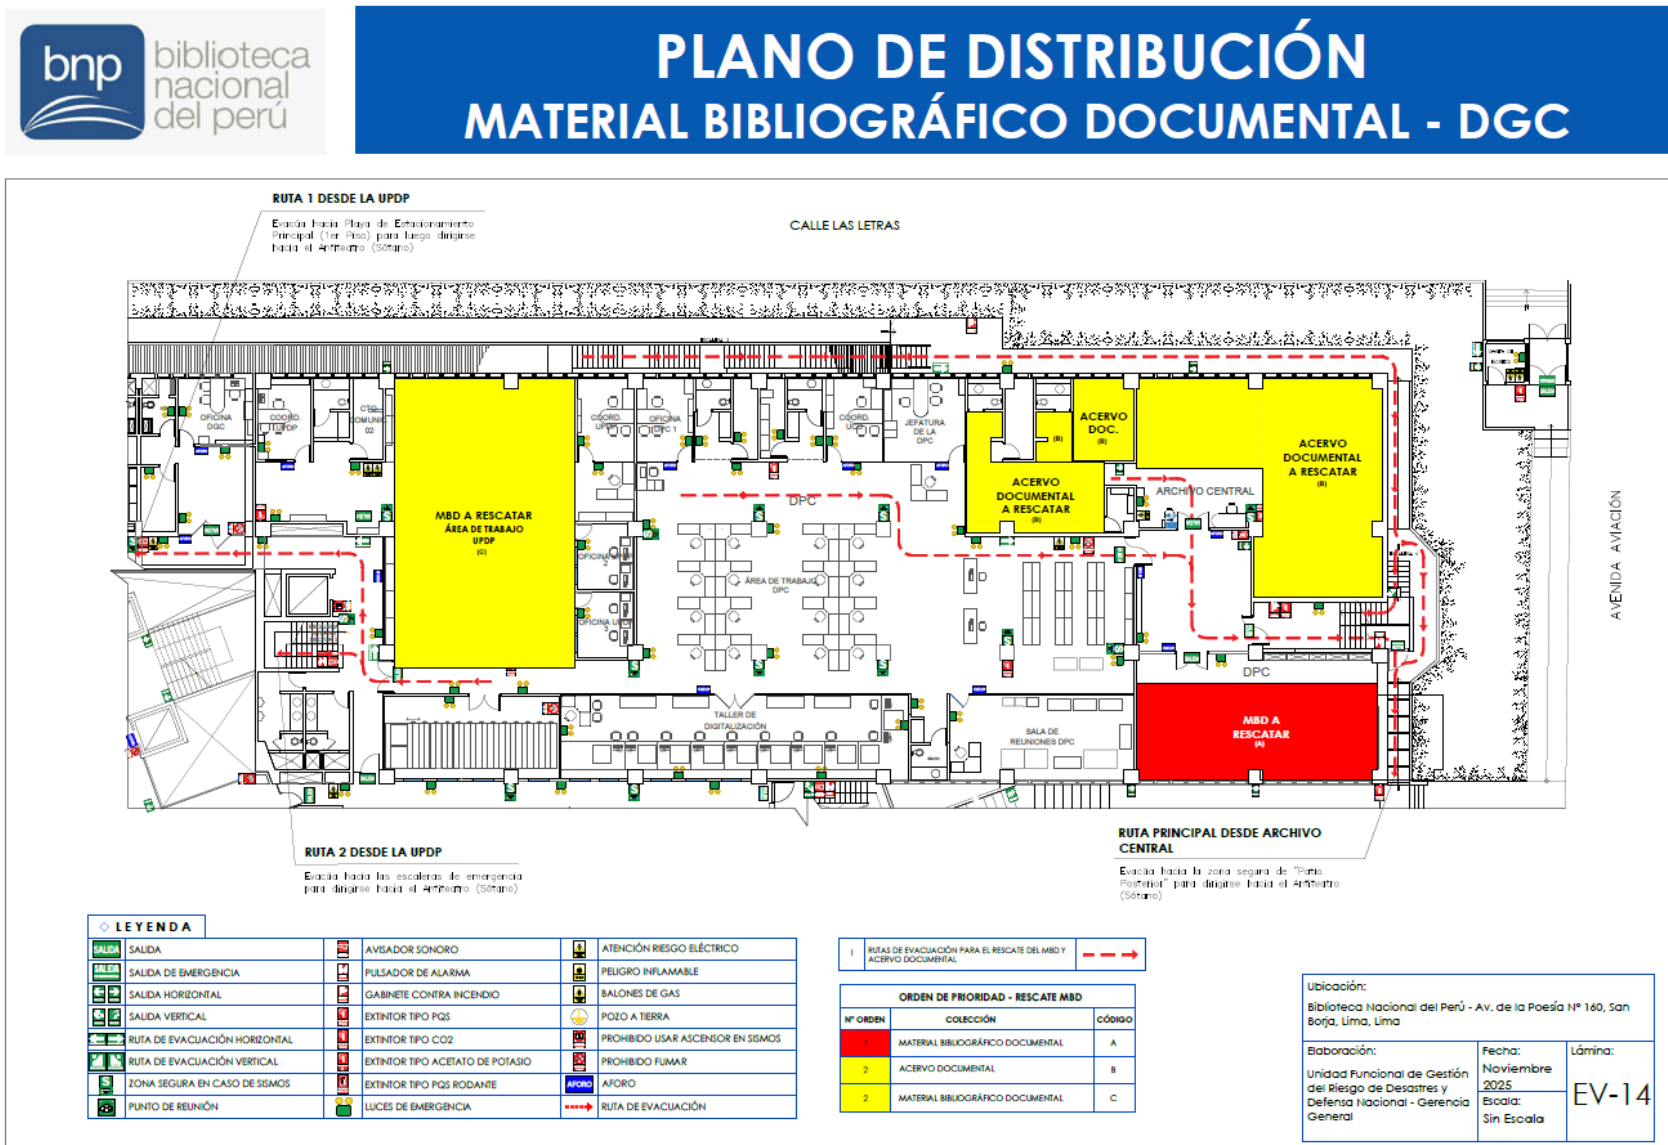 bnp
biblioteca
nacional
del perú
PLANO DE DISTRIBUCIÓN
MATERIAL BIBLIOGRÁFICO DOCUMENTAL - DGC
RUTA 1 DESDE LA UPDP
Evacúa hacia Playa de Estacionamiento
Principal (1er Piso) para luego dirigirse
hacia el Anfiteatro (Sótano)
CALLE LAS LETRAS
OFICINA
DGC
COORD.
UPDP
CTO.
COMUNIC.
02
MBD A RESCATAR
ÁREA DE TRABAJO
UPDP
(C)
COORD.
OFICINA
DPC 1
COORD.
JEFATURA
DE LA
DPC
(B)
ACERVO
DOC.
(B)
ACERVO
DOCUMENTAL
A RESCATAR
(B)
ACERVO
DOCUMENTAL
A RESCATAR
(B)
ARCHIVO CENTRAL
DPC
ÁREA DE TRABAJO
DPC
OFICINA
OFICINA
AVENIDA AVIACIÓN
DPC
MBD A
RESCATAR
(A)
TALLER DE
DIGITALIZACIÓN
SALA DE
REUNIONES DPC
RUTA 2 DESDE LA UPDP
Evacúa hacia las escaleras de emergencia
para dirigirse hacia el Anfiteatro (Sótano)
RUTA PRINCIPAL DESDE ARCHIVO
CENTRAL
Evacúa hacia la zona segura de "Patio
Posterior" para dirigirse hacia el Anfiteatro
(Sótano)
LEYENDA
SALIDA SALIDA
SALIDA DE EMERGENCIA
SALIDA HORIZONTAL
SALIDA VERTICAL
RUTA DE EVACUACIÓN HORIZONTAL
RUTA DE EVACUACIÓN VERTICAL
S ZONA SEGURA EN CASO DE SISMOS
PUNTO DE REUNIÓN
AVISADOR SONORO
PULSADOR DE ALARMA
GABINETE CONTRA INCENDIO
EXTINTOR TIPO PQS
EXTINTOR TIPO CO2
EXTINTOR TIPO ACETATO DE POTASIO
EXTINTOR TIPO PQS RODANTE
LUCES DE EMERGENCIA
ATENCIÓN RIESGO ELÉCTRICO
PELIGRO INFLAMABLE
BALONES DE GAS
POZO A TIERRA
PROHIBIDO USAR ASCENSOR EN SISMOS
PROHIBIDO FUMAR
AFORO AFORO
RUTA DE EVACUACIÓN
1 RUTAS DE EVACUACIÓN PARA EL RESCATE DEL MBD Y
ACERVO DOCUMENTAL
ORDEN DE PRIORIDAD - RESCATE MBD
N° ORDEN COLECCIÓN CÓDIGO
1 MATERIAL BIBLIOGRÁFICO DOCUMENTAL A
2 ACERVO DOCUMENTAL B
2 MATERIAL BIBLIOGRÁFICO DOCUMENTAL C
Ubicación:
Biblioteca Nacional del Perú - Av. de la Poesía N° 160, San
Borja, Lima, Lima
Elaboración:
Unidad Funcional de Gestión
del Riesgo de Desastres y
Defensa Nacional - Gerencia
General
Fecha:
Noviembre
2025
Escala:
Sin Escala
Lámina:
EV-14